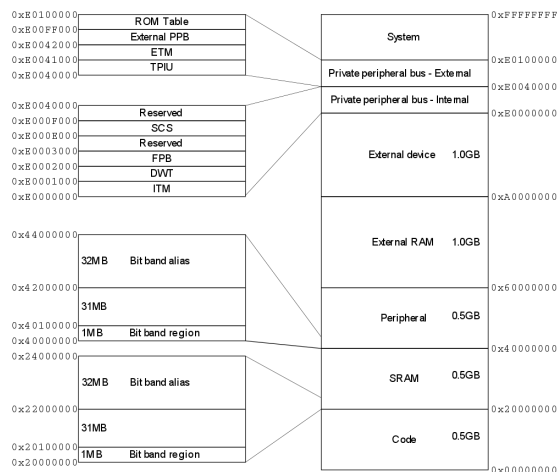 0xE0100000
ROM Table
0xE00FF000
External PPB
0xE0042000
ETM
0xE0041000
TPIU
0xE0040000
0xE0040000
Reserved
0xE000F000
SCS
0xE000E000
Reserved
0xE0003000
FPB
0xE0002000
DWT
0xE0001000
ITM
0xE0000000
0x44000000
32MB Bit band alias
0x42000000
31MB
0x40100000
1MB Bit band region
0x40000000
0x24000000
32MB Bit band alias
0x22000000
31MB
0x20100000
1MB Bit band region
0x20000000
0xFFFFFFFF
System
0xE0100000
Private peripheral bus - External
0xE0040000
Private peripheral bus - Internal
0xE0000000
External device 1.0GB
0xA0000000
External RAM 1.0GB
0x60000000
Peripheral 0.5GB
0x40000000
SRAM 0.5GB
0x20000000
Code 0.5GB
0x00000000